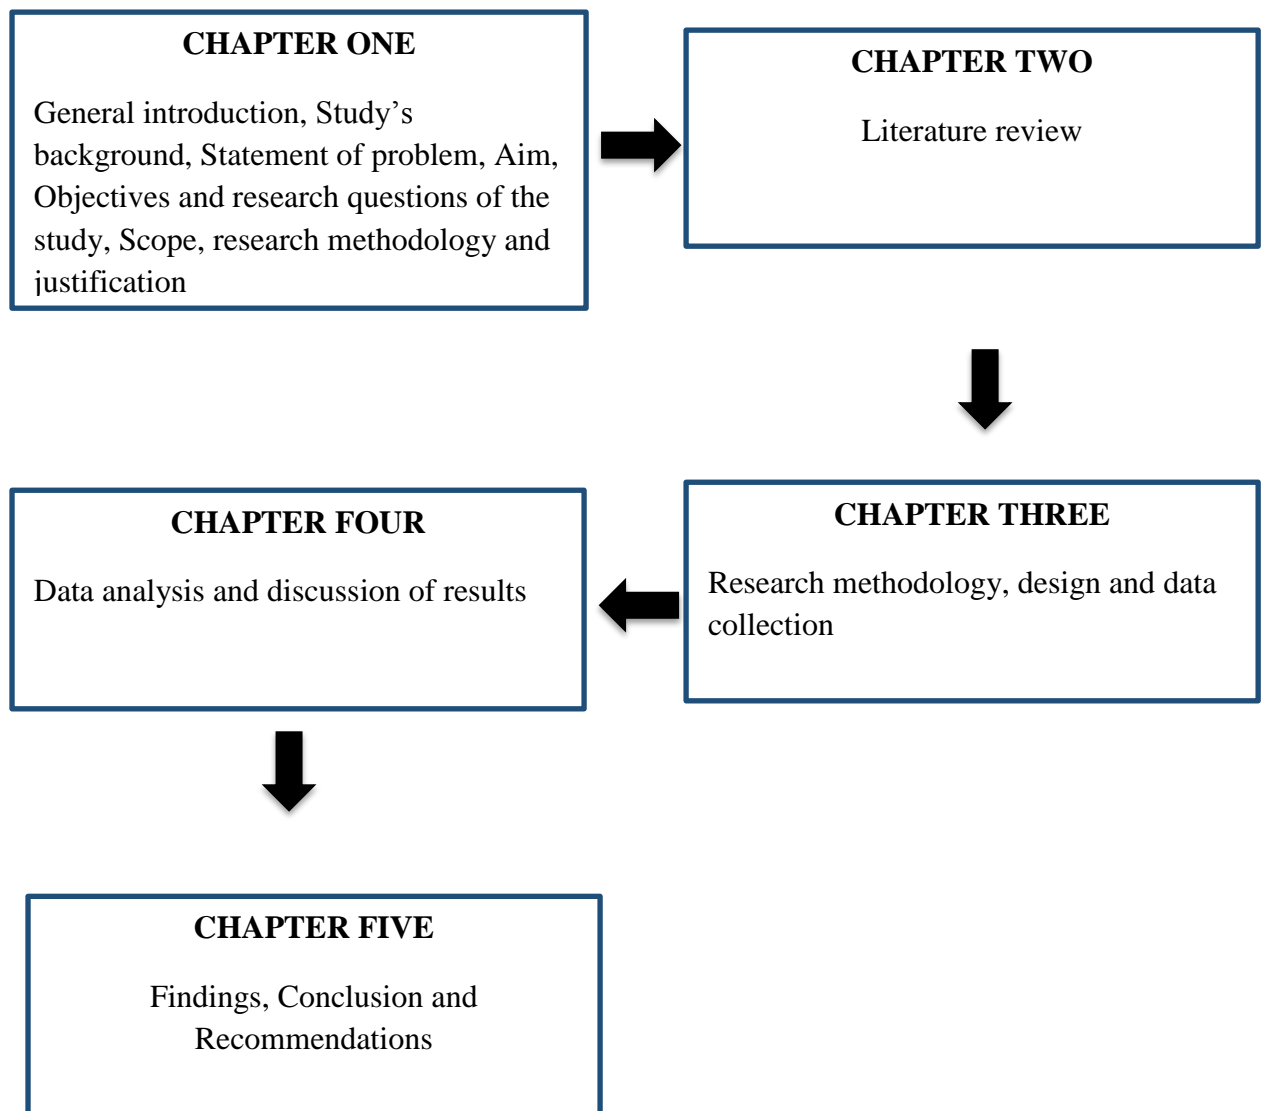 CHAPTER ONE
General introduction, Study’s
background, Statement of problem, Aim,
Objectives and research questions of the
study, Scope, research methodology and
justification
CHAPTER TWO
Literature review
CHAPTER THREE
Research methodology, design and data
collection
CHAPTER FOUR
Data analysis and discussion of results
CHAPTER FIVE
Findings, Conclusion and
Recommendations